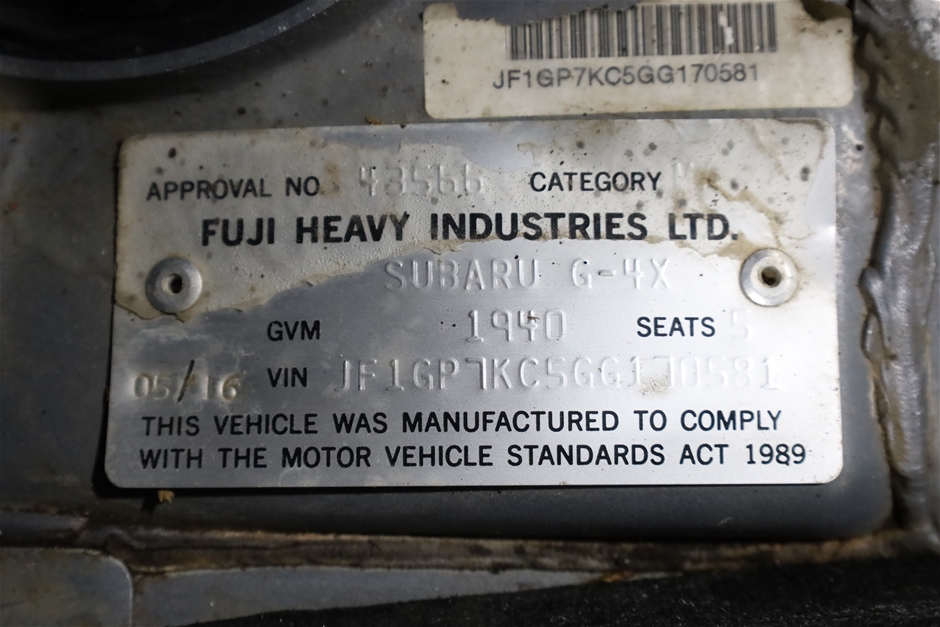 JF1GP7KC5GG170581
APPROVAL NO 43566 CATEGORY
FUJI HEAVY INDUSTRIES LTD.
SUBARU G-4X
GVM 1940 SEATS 5
05/16 VIN JF1GP7KC5GG170581
THIS VEHICLE WAS MANUFACTURED TO COMPLY
WITH THE MOTOR VEHICLE STANDARDS ACT 1989